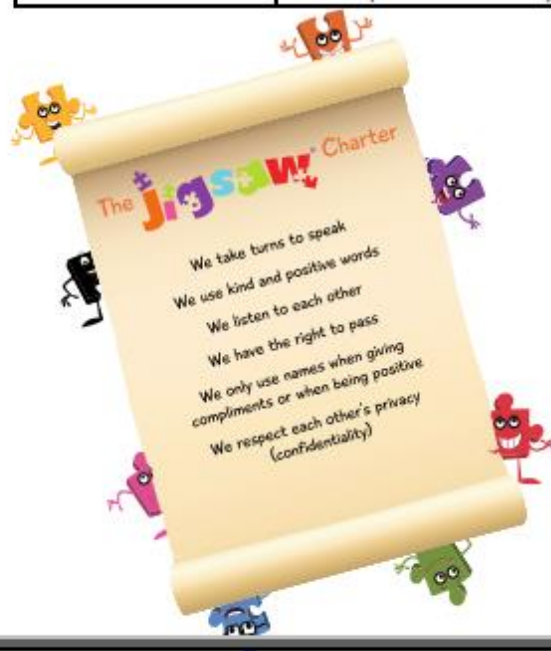 The Jigsaw Charter
We take turns to speak
We use kind and positive words
We listen to each other
We have the right to pass
We only use names when giving
compliments or when being positive
We respect each other's privacy
(confidentiality)